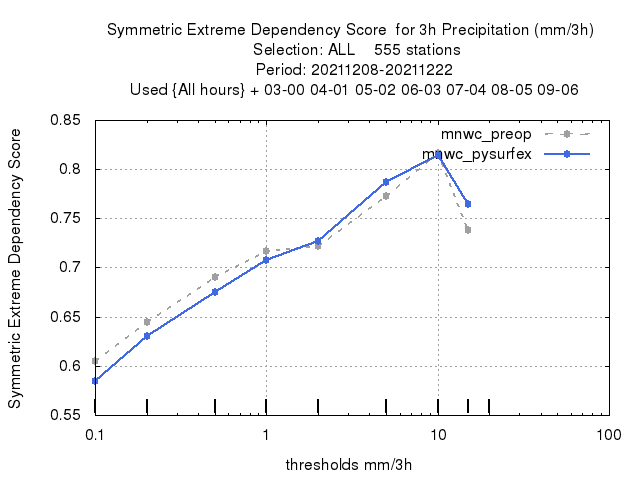 Symmetric Extreme Dependency Score  for 3h Precipitation (mm/3h)
Selection: ALL    555 stations
Period: 20211208-20211222
Used {All hours} + 03-00 04-01 05-02 06-03 07-04 08-05 09-06
Symmetric Extreme Dependency Score
0.85
0.8
0.75
0.7
0.65
0.6
0.55
mnwc_preop
mnwc_pysurfex
0.1
1
10
100
thresholds mm/3h